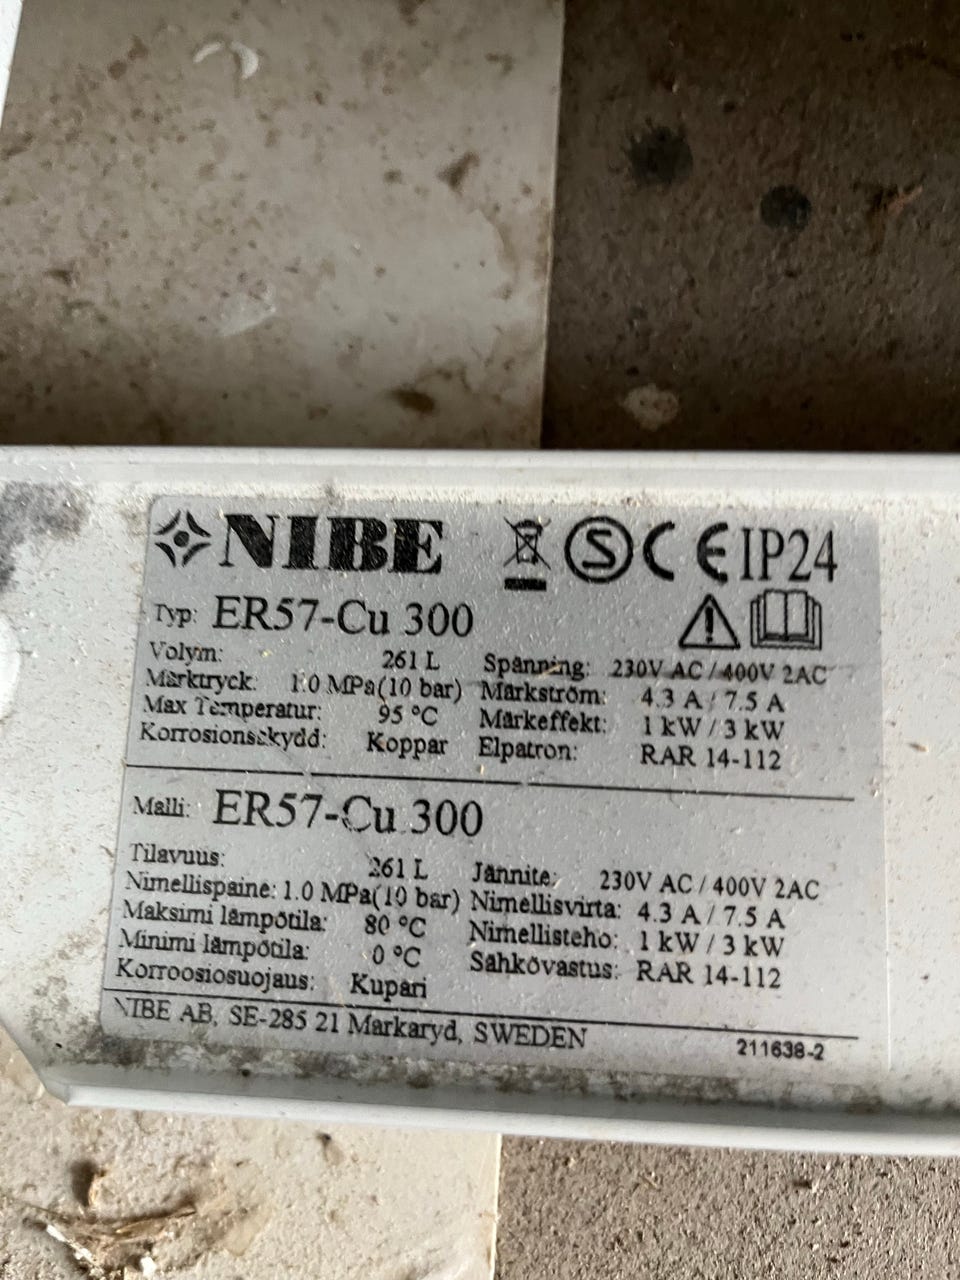 NIBE S CE IP24
Typ: ER57-Cu 300
Volym: 261 L Spänning: 230V AC / 400V 2AC
Märktryck: 1.0 MPa(10 bar) Märkström: 4.3 A / 7.5 A
Max Temperatur: 95 °C Märkeffekt: 1 kW / 3 kW
Korrosionsskydd: Koppar Elpatron: RAR 14-112
Malli: ER57-Cu 300
Tilavuus: 261 L Jännite: 230V AC / 400V 2AC
Nimellispaine: 1.0 MPa(10 bar) Nimellisvirta: 4.3 A / 7.5 A
Maksimi lämpötila: 80 °C Nimellisteho: 1 kW / 3 kW
Minimi lämpötila: 0 °C Sähkövastus: RAR 14-112
Korroosiosuojaus: Kupari
NIBE AB, SE-285 21 Markaryd, SWEDEN 211638-2